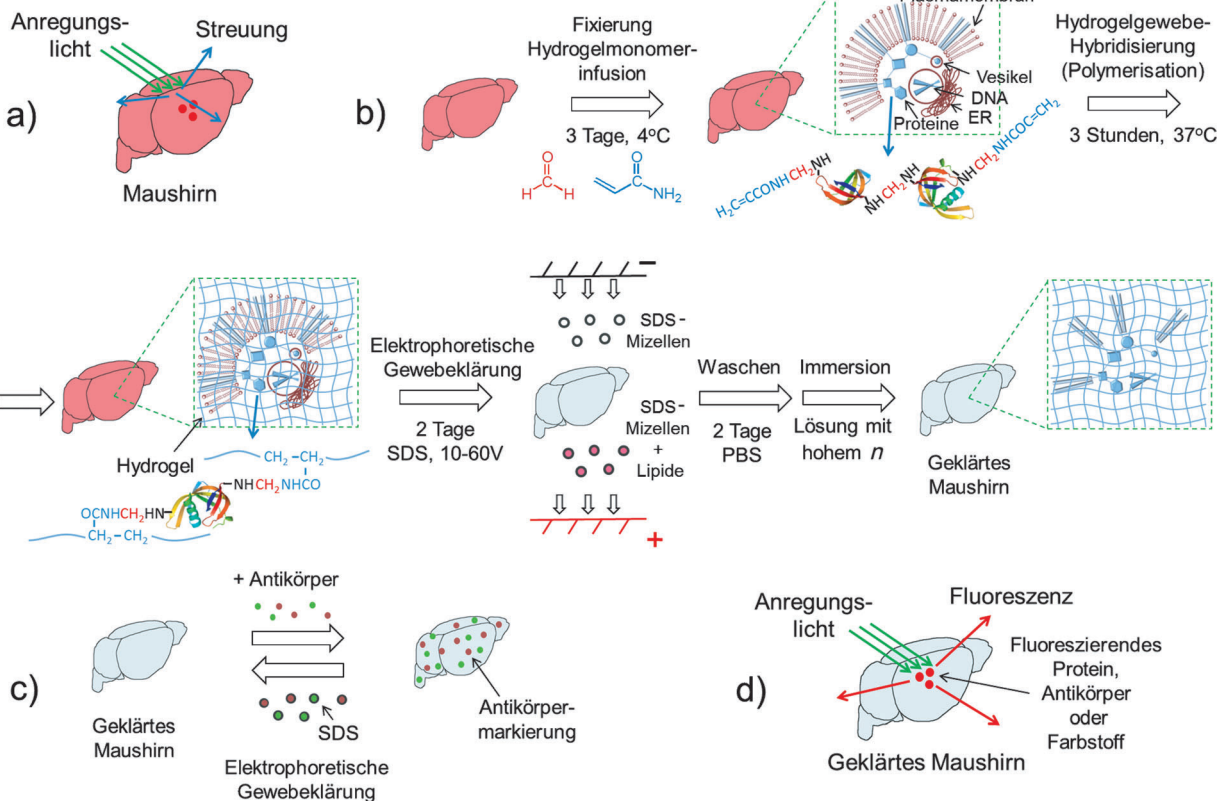 a)
Anregungs-
licht
Streuung
Maushirn
b)
Fixierung
Hydrogelmonomer-
infusion
3 Tage, 4°C
O
H
H
O
NH₂
Plasmamembran
Vesikel
DNA
ER
Proteine
H₂C=CCONHCH₂NH
NHCH₂NH
NHCH₂NHCOC=CH₂
Hydrogelgewebe-
Hybridisierung
(Polymerisation)
3 Stunden, 37°C
Hydrogel
CH₂–CH₂
–NHCH₂NHCO
OCNHCH₂HN–
CH₂–CH₂
Elektrophoretische
Gewebeklärung
2 Tage
SDS, 10-60V
–
SDS-
Mizellen
SDS-
Mizellen
+
Lipide
+
Waschen
2 Tage
PBS
Immersion
Lösung mit
hohem n
Geklärtes
Maushirn
c)
Geklärtes
Maushirn
+ Antikörper
SDS
Elektrophoretische
Gewebeklärung
Antikörper-
markierung
d)
Anregungs-
licht
Fluoreszenz
Fluoreszierendes
Protein,
Antikörper
oder
Farbstoff
Geklärtes Maushirn